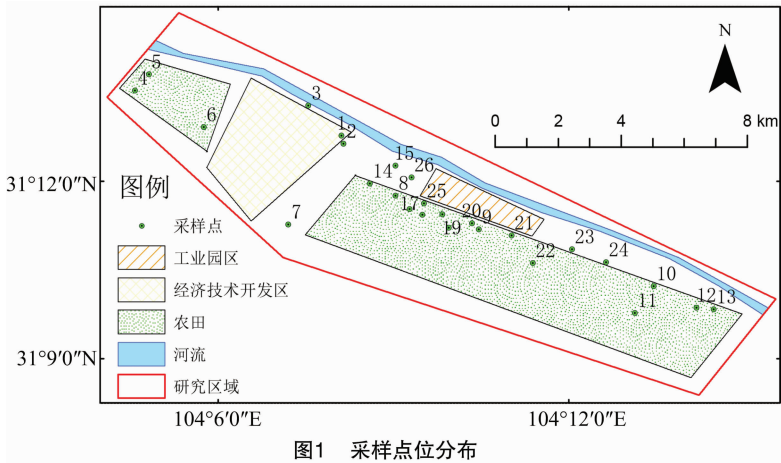 N
0 2 4 8 km
5
4
3
6
1
2
15
26
14
8
25
7
17
20
9
21
19
22
23
24
10
11
12
13
31°12′0″N
31°9′0″N
图例
采样点
工业园区
经济技术开发区
农田
河流
研究区域
104°6′0″E
104°12′0″E
图1 采样点位分布